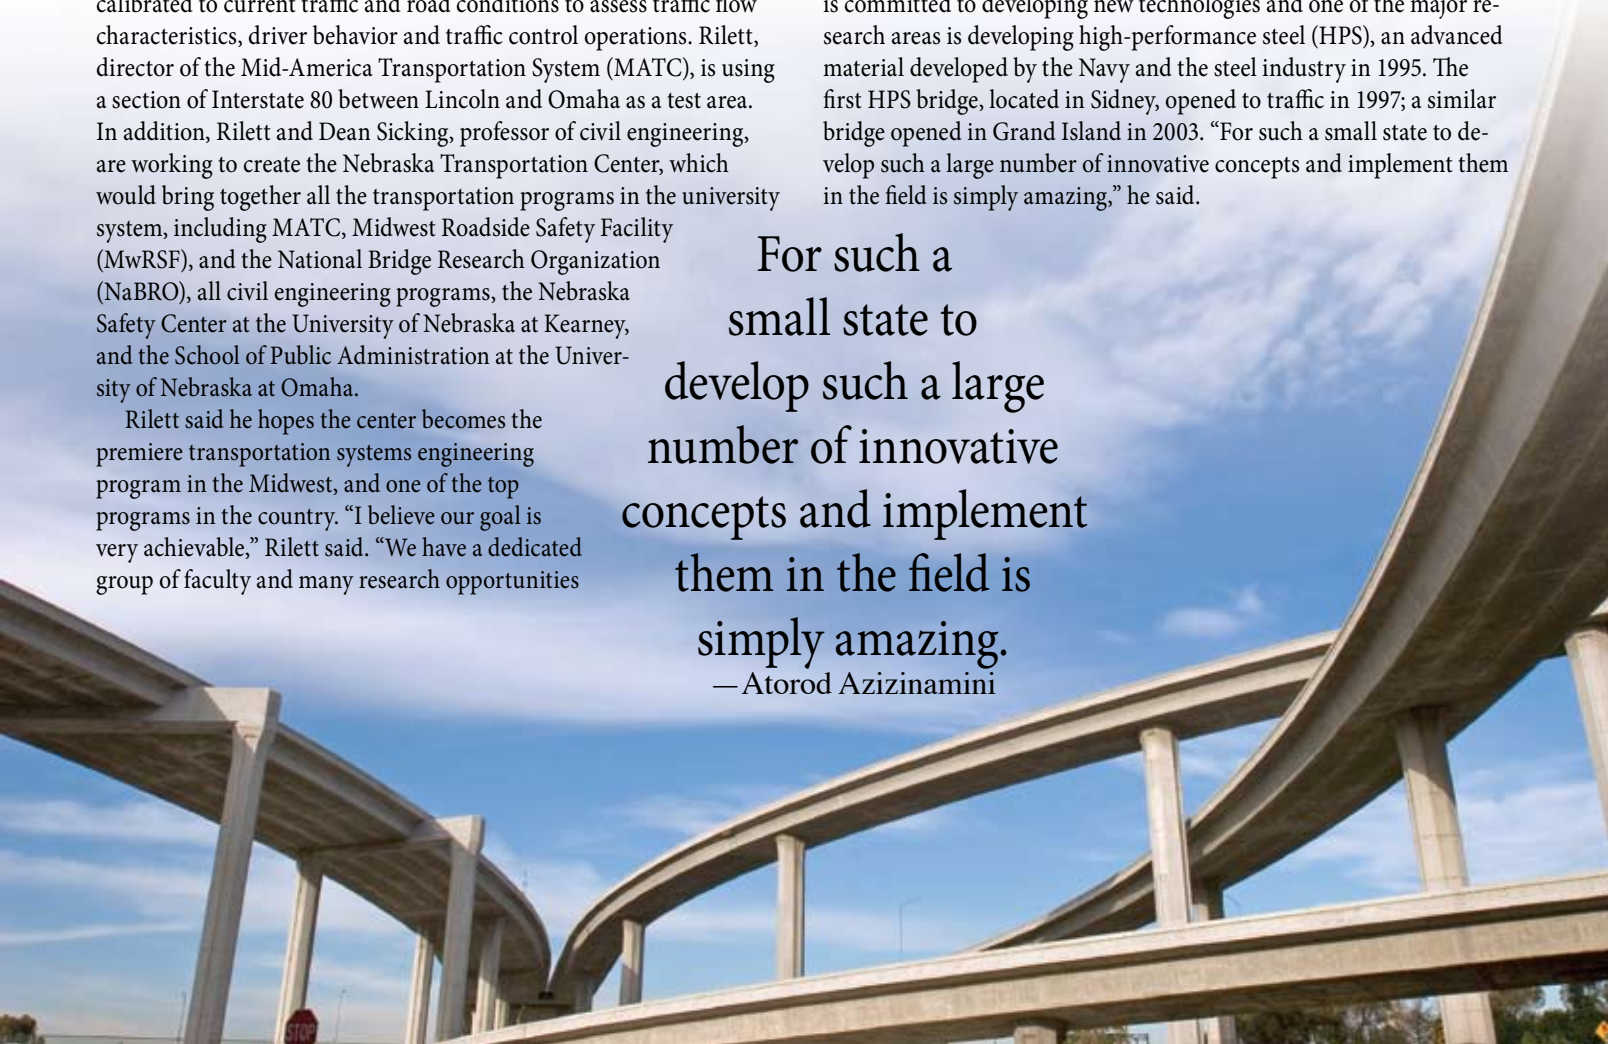 calibrated to current traffic and road conditions to assess traffic flow
characteristics, driver behavior and traffic control operations. Rilett,
director of the Mid-America Transportation System (MATC), is using
a section of Interstate 80 between Lincoln and Omaha as a test area.
In addition, Rilett and Dean Sicking, professor of civil engineering,
are working to create the Nebraska Transportation Center, which
would bring together all the transportation programs in the university
system, including MATC, Midwest Roadside Safety Facility
(MwRSF), and the National Bridge Research Organization
(NaBRO), all civil engineering programs, the Nebraska
Safety Center at the University of Nebraska at Kearney,
and the School of Public Administration at the Univer-
sity of Nebraska at Omaha.
Rilett said he hopes the center becomes the
premiere transportation systems engineering
program in the Midwest, and one of the top
programs in the country. “I believe our goal is
very achievable,” Rilett said. “We have a dedicated
group of faculty and many research opportunities
is committed to developing new technologies and one of the major re-
search areas is developing high-performance steel (HPS), an advanced
material developed by the Navy and the steel industry in 1995. The
first HPS bridge, located in Sidney, opened to traffic in 1997; a similar
bridge opened in Grand Island in 2003. “For such a small state to de-
velop such a large number of innovative concepts and implement them
in the field is simply amazing,” he said.
For such a
small state to
develop such a large
number of innovative
concepts and implement
them in the field is
simply amazing.
— Atorod Azizinamini
STOP